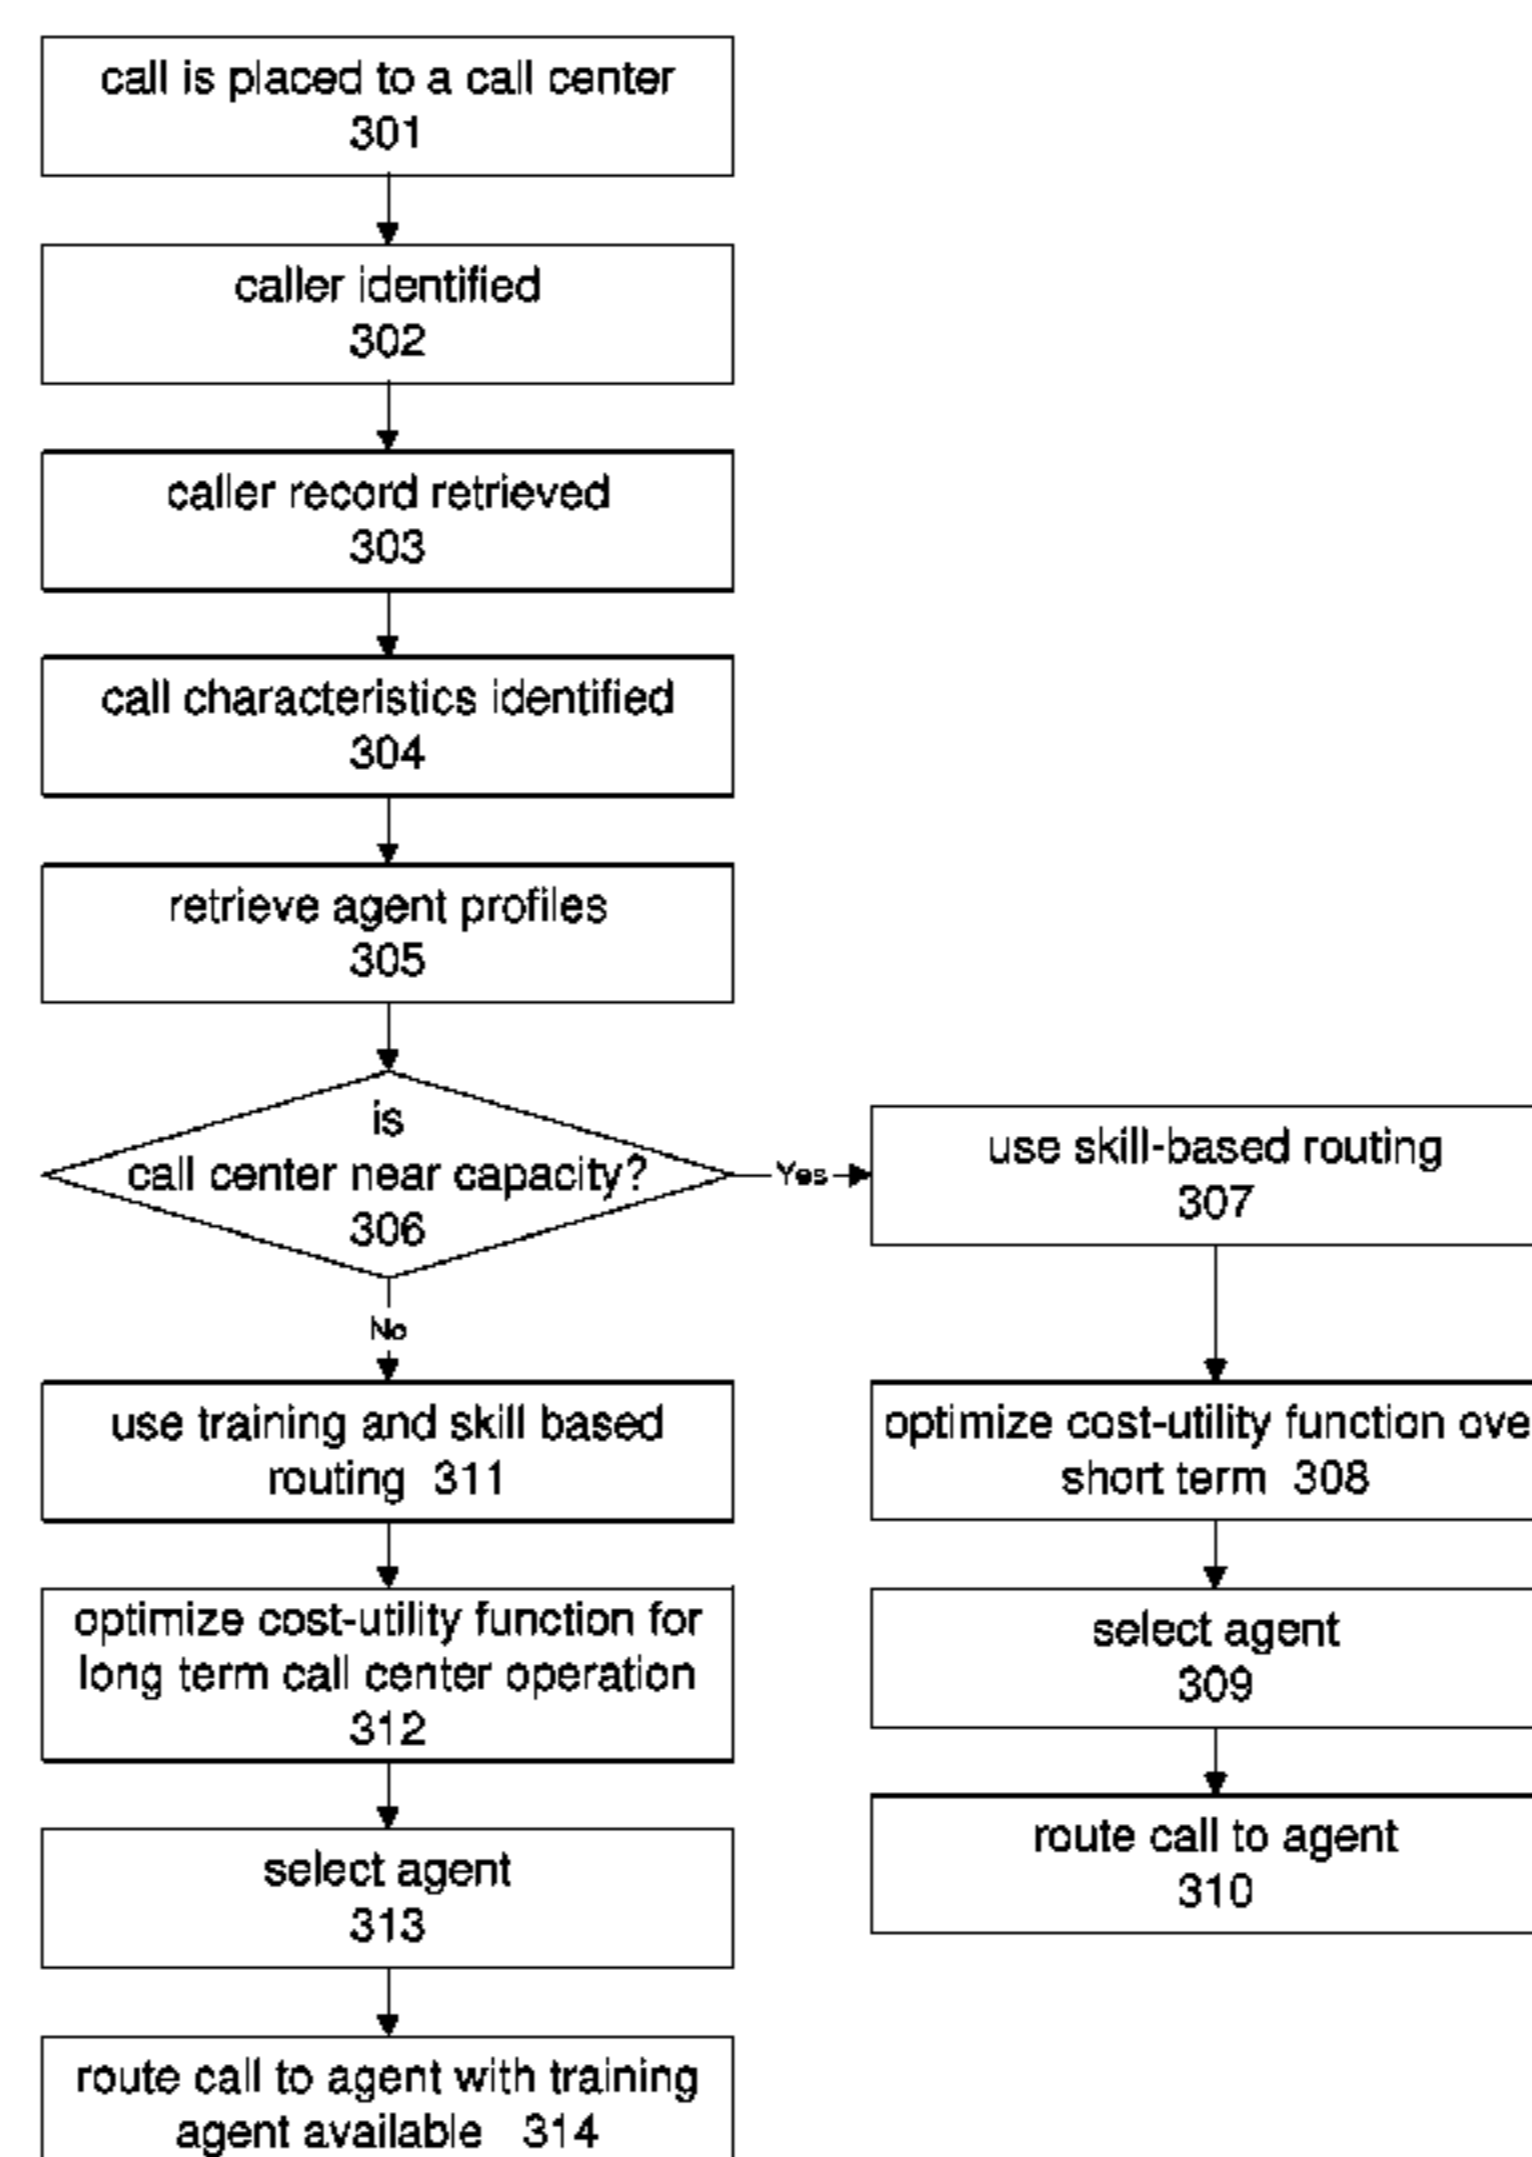 call is placed to a call center
301
caller identified
302
caller record retrieved
303
call characteristics identified
304
retrieve agent profiles
305
is
call center near capacity?
306
Yes
use skill-based routing
307
optimize cost-utility function ove
short term 308
select agent
309
route call to agent
310
No
use training and skill based
routing 311
optimize cost-utility function for
long term call center operation
312
select agent
313
route call to agent with training
agent available 314